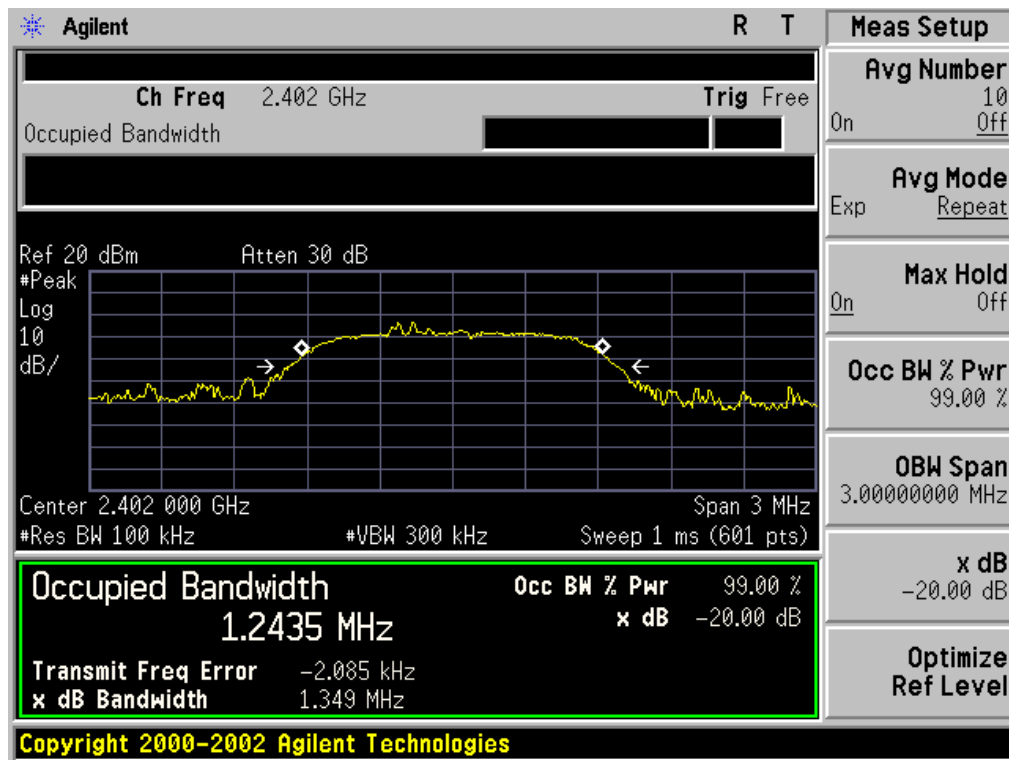 Agilent R T Meas Setup
Ch Freq 2.402 GHz Trig Free
Occupied Bandwidth
Avg Number
10
On Off
Avg Mode
Exp Repeat
Max Hold
On Off
Occ BW % Pwr
99.00 %
OBW Span
3.00000000 MHz
x dB
-20.00 dB
Optimize
Ref Level
Ref 20 dBm Atten 30 dB
#Peak
Log
10
dB/
Center 2.402 000 GHz Span 3 MHz
#Res BW 100 kHz #VBW 300 kHz Sweep 1 ms (601 pts)
Occupied Bandwidth Occ BW % Pwr 99.00 %
1.2435 MHz x dB -20.00 dB
Transmit Freq Error -2.085 kHz
x dB Bandwidth 1.349 MHz
Copyright 2000-2002 Agilent Technologies